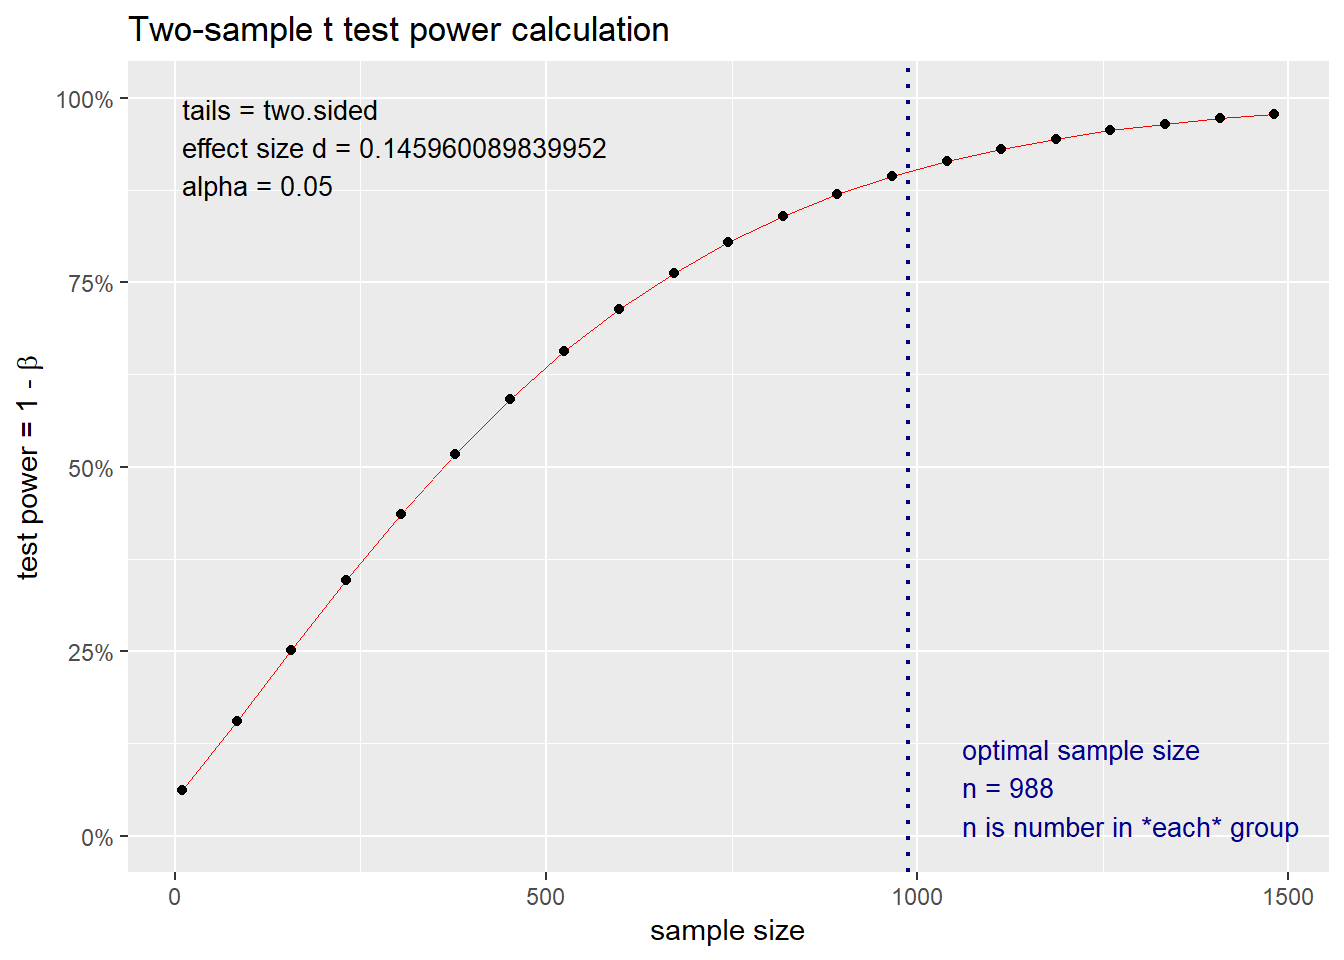 Two-sample t test power calculation
100%
75%
50%
25%
0%
test power = 1 - β
tails = two.sided
effect size d = 0.145960089839952
alpha = 0.05
optimal sample size
n = 988
n is number in *each* group
0
500
1000
1500
sample size